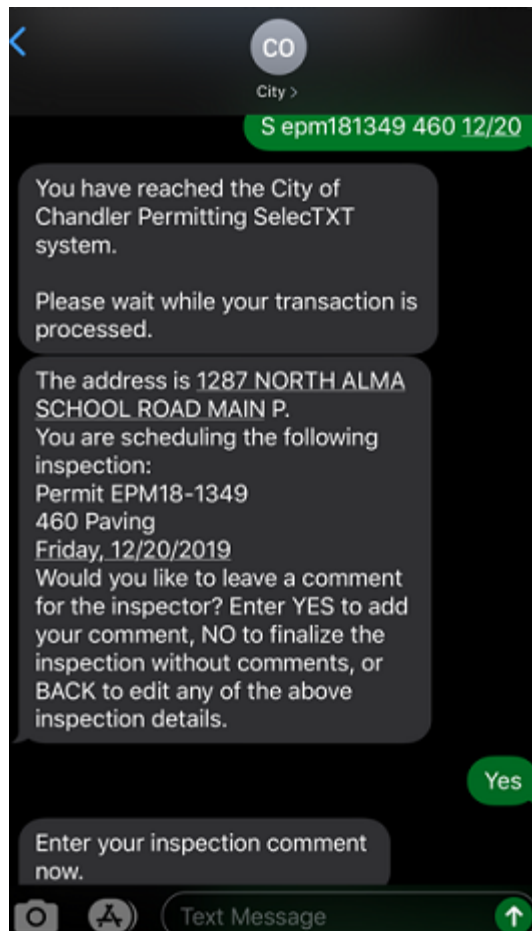 CO
City >
S epm181349 460 12/20
You have reached the City of
Chandler Permitting SelecTXT
system.
Please wait while your transaction is
processed.
The address is 1287 NORTH ALMA
SCHOOL ROAD MAIN P.
You are scheduling the following
inspection:
Permit EPM18-1349
460 Paving
Friday, 12/20/2019
Would you like to leave a comment
for the inspector? Enter YES to add
your comment, NO to finalize the
inspection without comments, or
BACK to edit any of the above
inspection details.
Yes
Enter your inspection comment
now.
Text Message